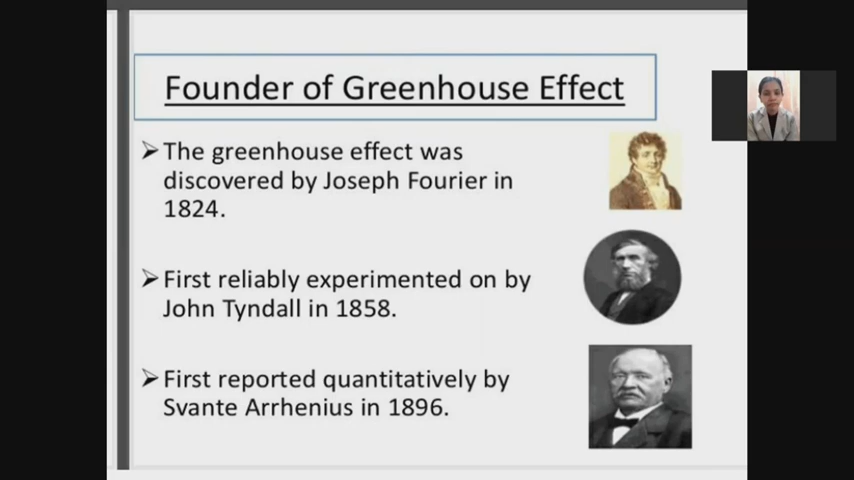 Founder of Greenhouse Effect
The greenhouse effect was
discovered by Joseph Fourier in
1824.
First reliably experimented on by
John Tyndall in 1858.
First reported quantitatively by
Svante Arrhenius in 1896.